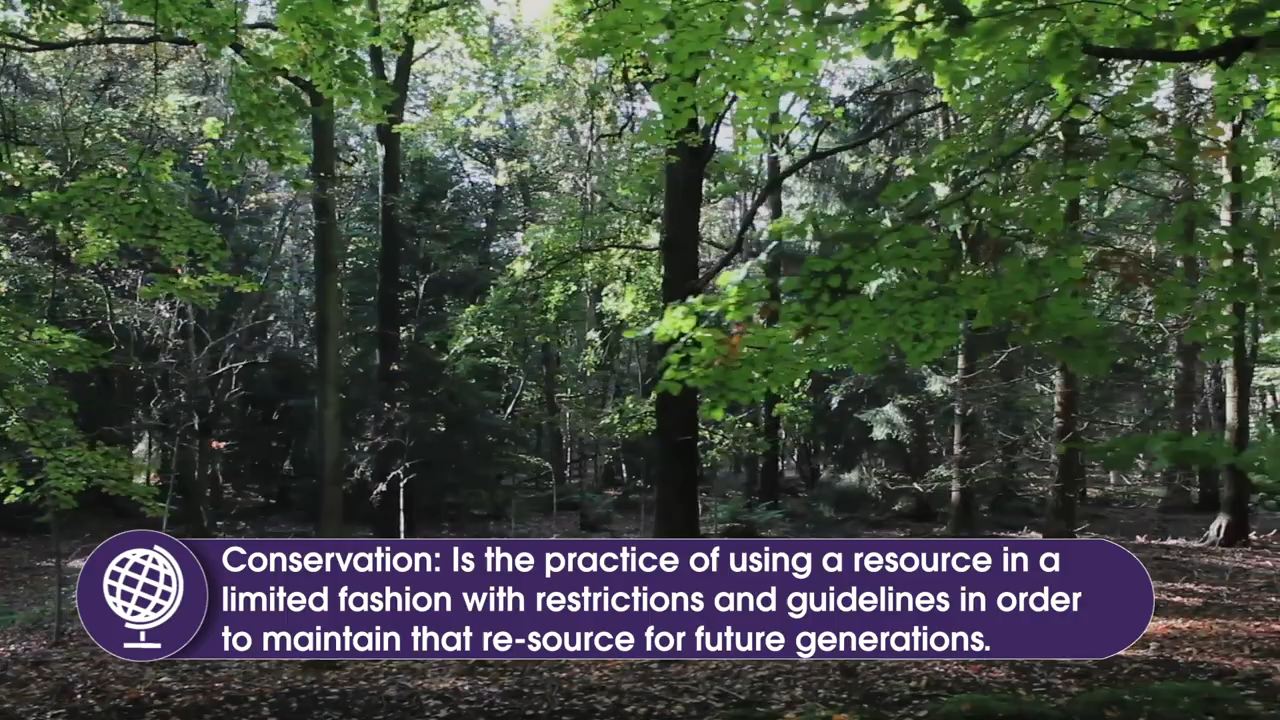 Conservation: Is the practice of using a resource in a
limited fashion with restrictions and guidelines in order
to maintain that re-source for future generations.